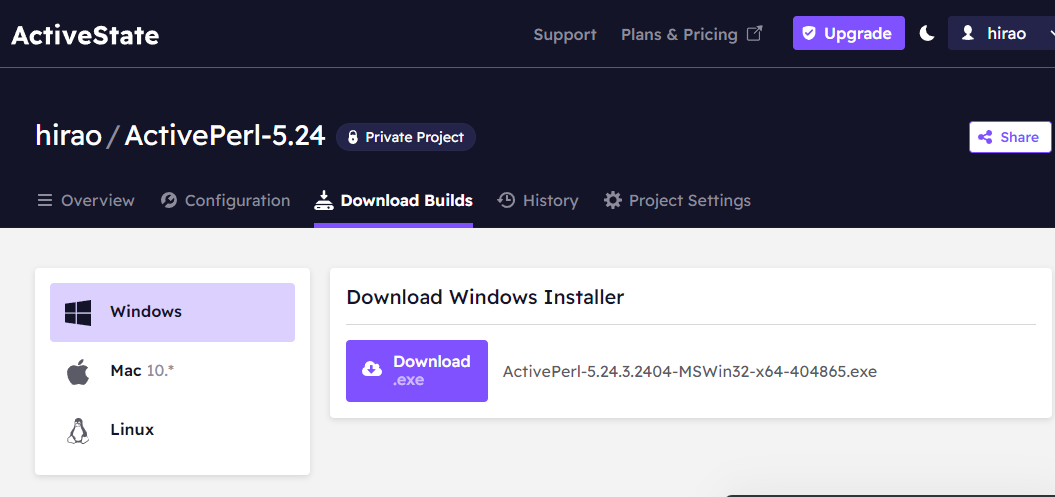 ActiveState
Support Plans & Pricing Upgrade hirao
hirao / ActivePerl-5.24 Private Project
Share
Overview Configuration Download Builds History Project Settings
Windows
Mac 10.*
Linux
Download Windows Installer
Download
.exe
ActivePerl-5.24.3.2404-MSWin32-x64-404865.exe